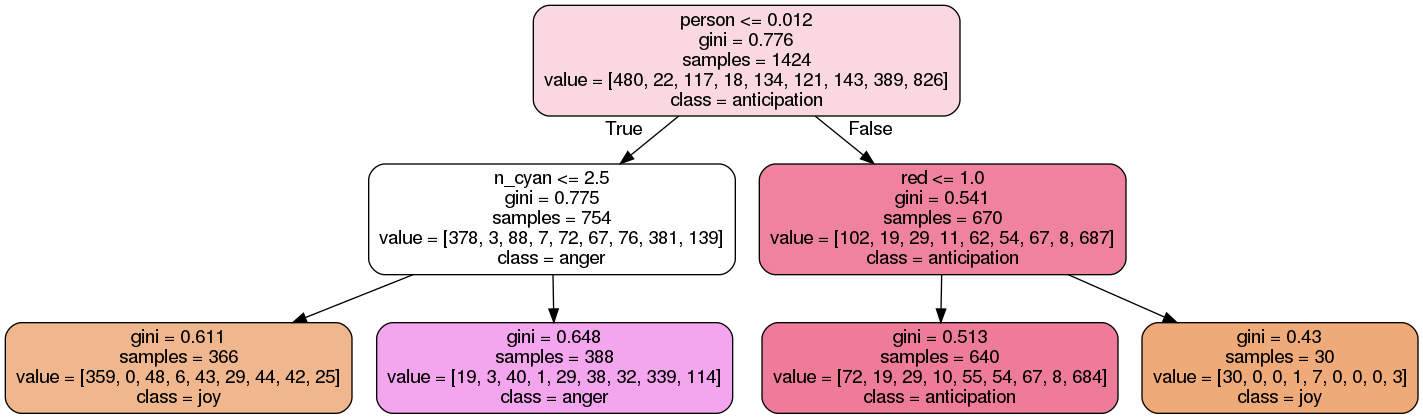 person <= 0.012
gini = 0.776
samples = 1424
value = [480, 22, 117, 18, 134, 121, 143, 389, 826]
class = anticipation
True
False
n_cyan <= 2.5
gini = 0.775
samples = 754
value = [378, 3, 88, 7, 72, 67, 76, 381, 139]
class = anger
red <= 1.0
gini = 0.541
samples = 670
value = [102, 19, 29, 11, 62, 54, 67, 8, 687]
class = anticipation
gini = 0.611
samples = 366
value = [359, 0, 48, 6, 43, 29, 44, 42, 25]
class = joy
gini = 0.648
samples = 388
value = [19, 3, 40, 1, 29, 38, 32, 339, 114]
class = anger
gini = 0.513
samples = 640
value = [72, 19, 29, 10, 55, 54, 67, 8, 684]
class = anticipation
gini = 0.43
samples = 30
value = [30, 0, 0, 1, 7, 0, 0, 0, 3]
class = joy